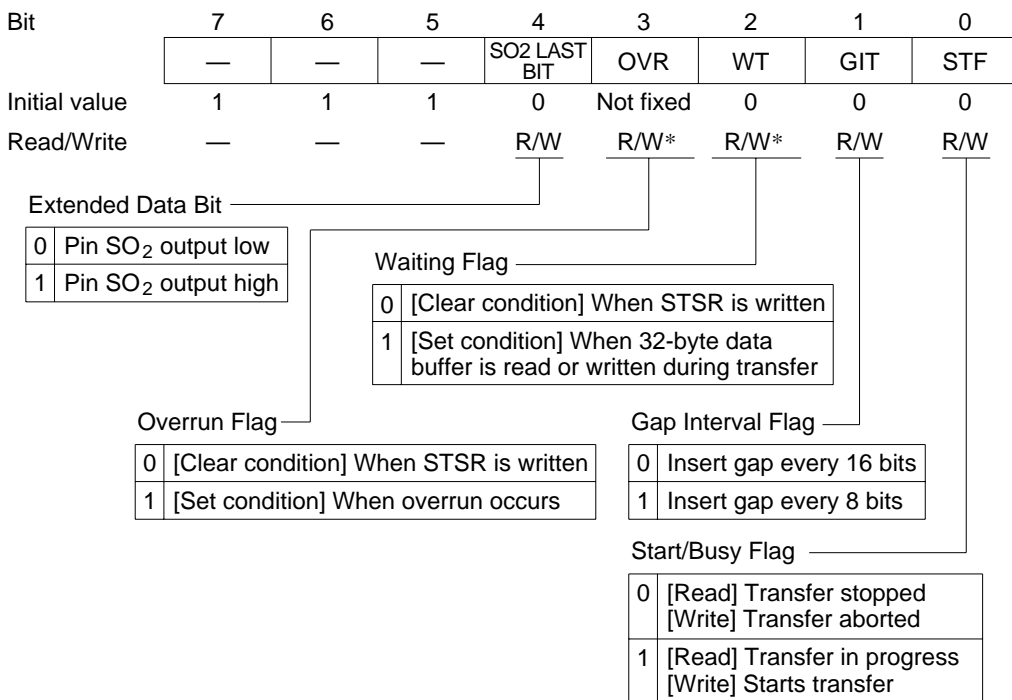 Bit 7 6 5 4 3 2 1 0
— — — SO2 LAST BIT OVR WT GIT STF
Initial value 1 1 1 0 Not fixed 0 0 0
Read/Write — — — R/W R/W* R/W* R/W R/W
Extended Data Bit
0 Pin SO2 output low
1 Pin SO2 output high
Waiting Flag
0 [Clear condition] When STSR is written
1 [Set condition] When 32-byte data
buffer is read or written during transfer
Overrun Flag
0 [Clear condition] When STSR is written
1 [Set condition] When overrun occurs
Gap Interval Flag
0 Insert gap every 16 bits
1 Insert gap every 8 bits
Start/Busy Flag
0 [Read] Transfer stopped
[Write] Transfer aborted
1 [Read] Transfer in progress
[Write] Starts transfer